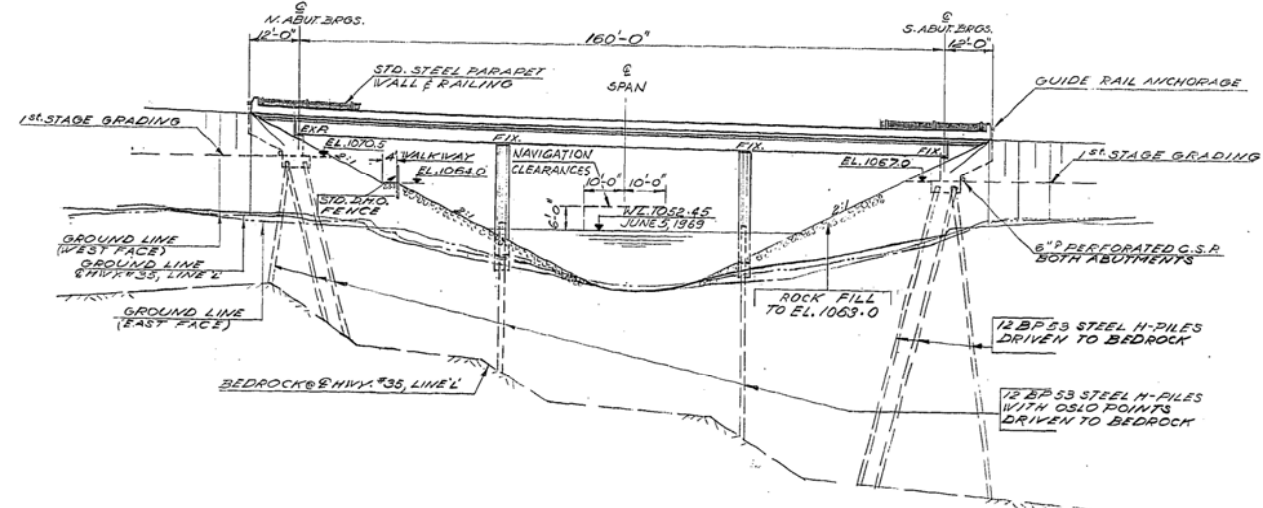 ℄
N. ABUT. BRGS.
12'-0"
160'-0"
℄
S. ABUT. BRGS.
12'-0"
STD. STEEL PARAPET
WALL & RAILING
℄
SPAN
GUIDE RAIL ANCHORAGE
1st. STAGE GRADING
EXP.
EL. 1070.5
2:1
4'
WALKWAY
EL. 1064.0
STD. D.H.O.
FENCE
2:1
FIX.
NAVIGATION
CLEARANCES
10'-0"
10'-0"
6'-0"
WL. 1052.45
JUNE 5, 1969
FIX.
EL. 1067.0
FIX.
2:1
1st. STAGE GRADING
GROUND LINE
(WEST FACE)
GROUND LINE
℄ HWY. #35, LINE 'L'
GROUND LINE
(EAST FACE)
6"⌀ PERFORATED C.S.P.
BOTH ABUTMENTS
ROCK FILL
TO EL. 1063.0
12 BP 53 STEEL H-PILES
DRIVEN TO BEDROCK
BEDROCK @ ℄ HWY. #35, LINE 'L'
12 BP 53 STEEL H-PILES
WITH OSLO POINTS
DRIVEN TO BEDROCK